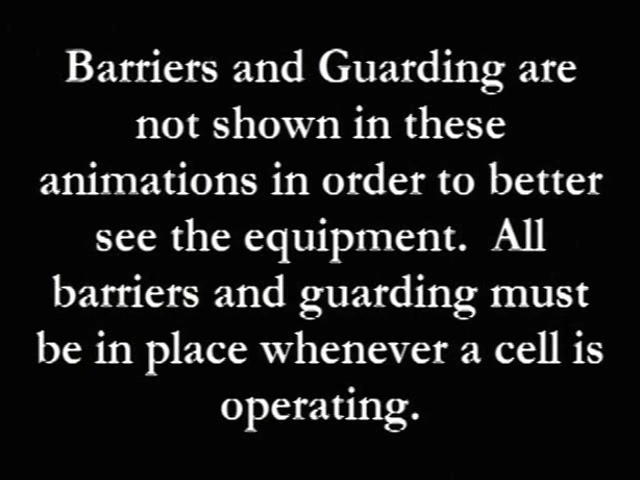 Barriers and Guarding are
not shown in these
animations in order to better
see the equipment.  All
barriers and guarding must
be in place whenever a cell is
operating.